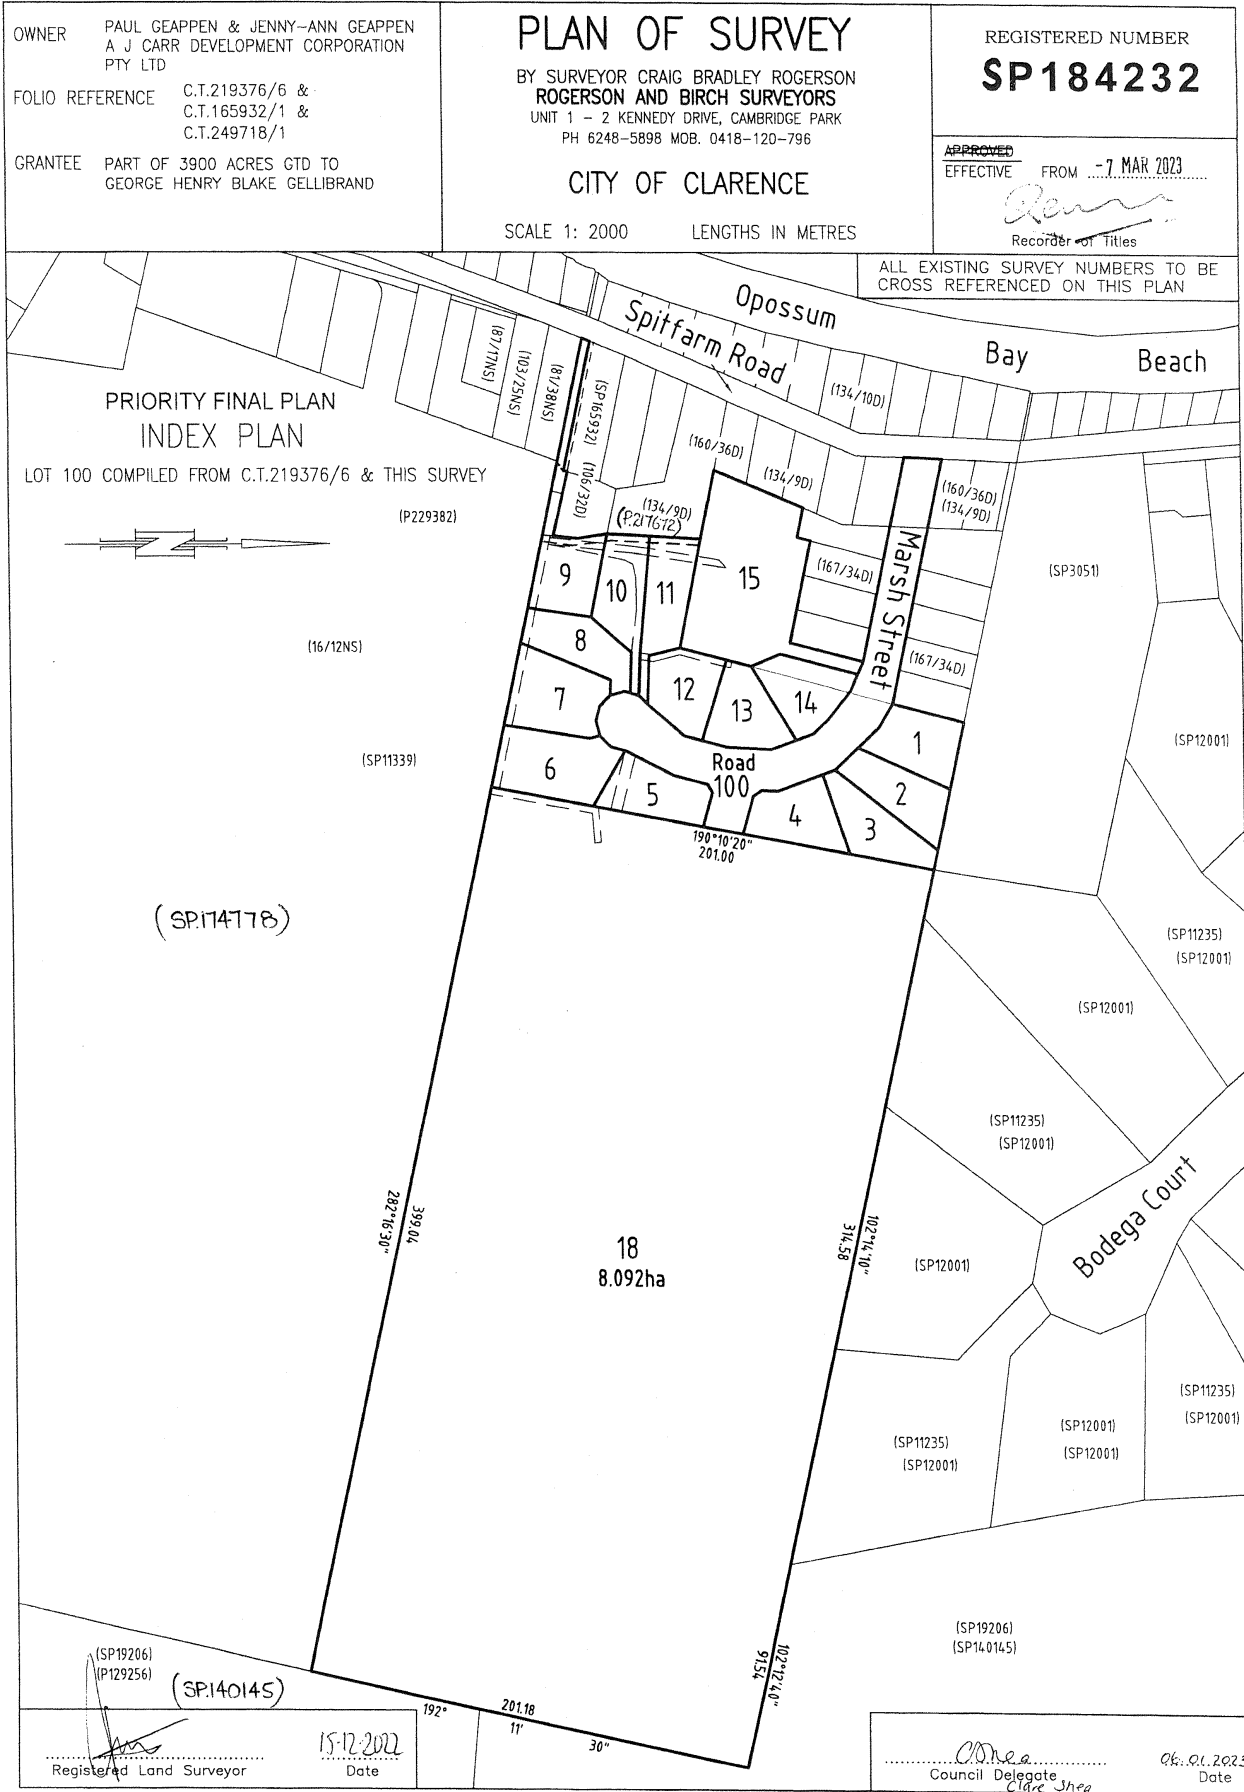 OWNER
PAUL GEAPPEN & JENNY-ANN GEAPPEN
A J CARR DEVELOPMENT CORPORATION
PTY LTD
FOLIO REFERENCE
C.T.219376/6 &
C.T.165932/1 &
C.T.249718/1
GRANTEE
PART OF 3900 ACRES GTD TO
GEORGE HENRY BLAKE GELLIBRAND
PLAN OF SURVEY
BY SURVEYOR CRAIG BRADLEY ROGERSON
ROGERSON AND BIRCH SURVEYORS
UNIT 1 - 2 KENNEDY DRIVE, CAMBRIDGE PARK
PH 6248-5898 MOB. 0418-120-796
CITY OF CLARENCE
SCALE 1: 2000 LENGTHS IN METRES
REGISTERED NUMBER
SP184232
APPROVED
EFFECTIVE FROM -7 MAR 2023
Recorder of Titles
ALL EXISTING SURVEY NUMBERS TO BE
CROSS REFERENCED ON THIS PLAN
PRIORITY FINAL PLAN
INDEX PLAN
LOT 100 COMPILED FROM C.T.219376/6 & THIS SURVEY
Opossum
Bay
Beach
Spitfarm Road
(87/17NS)
(103/25NS)
(81/38NS)
(SP165932)
(106/32D)
(134/10D)
(160/36D)
(134/9D)
(160/36D)
(134/9D)
(134/9D)
(P.217672)
(P229382)
N
(16/12NS)
(SP11339)
(SP.174778)
(SP3051)
(167/34D)
(167/34D)
Marsh Street
9
10
11
15
8
7
12
13
14
6
5
Road
100
4
3
2
1
190°10'20"
201.00
(SP12001)
(SP11235)
(SP12001)
(SP12001)
(SP11235)
(SP12001)
Bodega Court
282°16'30"
399.04
18
8.092ha
102°14'10"
314.58
(SP12001)
(SP11235)
(SP12001)
(SP12001)
(SP12001)
(SP11235)
(SP12001)
(SP19206)
(SP140145)
102°12'40"
91.54
(SP19206)
(P129256)
(SP.140145)
192° 11' 30"
201.18
15-12-2022
Registered Land Surveyor Date
06.01.2023
Council Delegate Date
Clare Shea